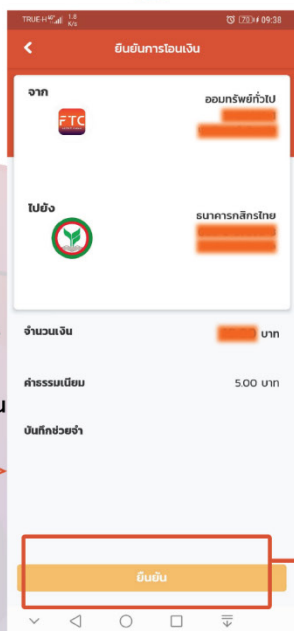 TRUE-H 1.0 K/s 78 09:38
ยืนยันการโอนเงิน
จาก
ออมทรัพย์ทั่วไป
FTC
ไปยัง
ธนาคารกสิกรไทย
จำนวนเงิน บาท
ค่าธรรมเนียม 5.00 บาท
น
บันทึกช่วยจำ
ยืนยัน